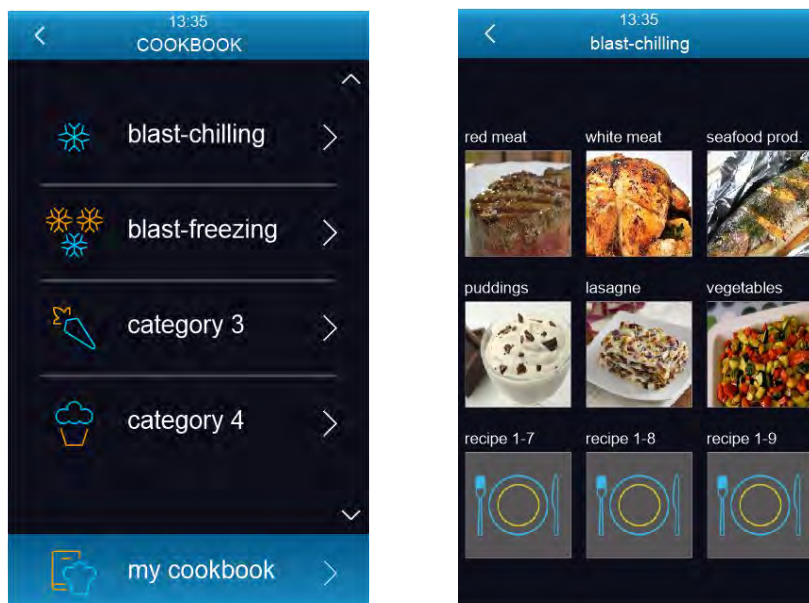 13:35
COOKBOOK
blast-chilling
blast-freezing
category 3
category 4
my cookbook
13:35
blast-chilling
red meat white meat seafood prod.
puddings lasagne vegetables
recipe 1-7 recipe 1-8 recipe 1-9